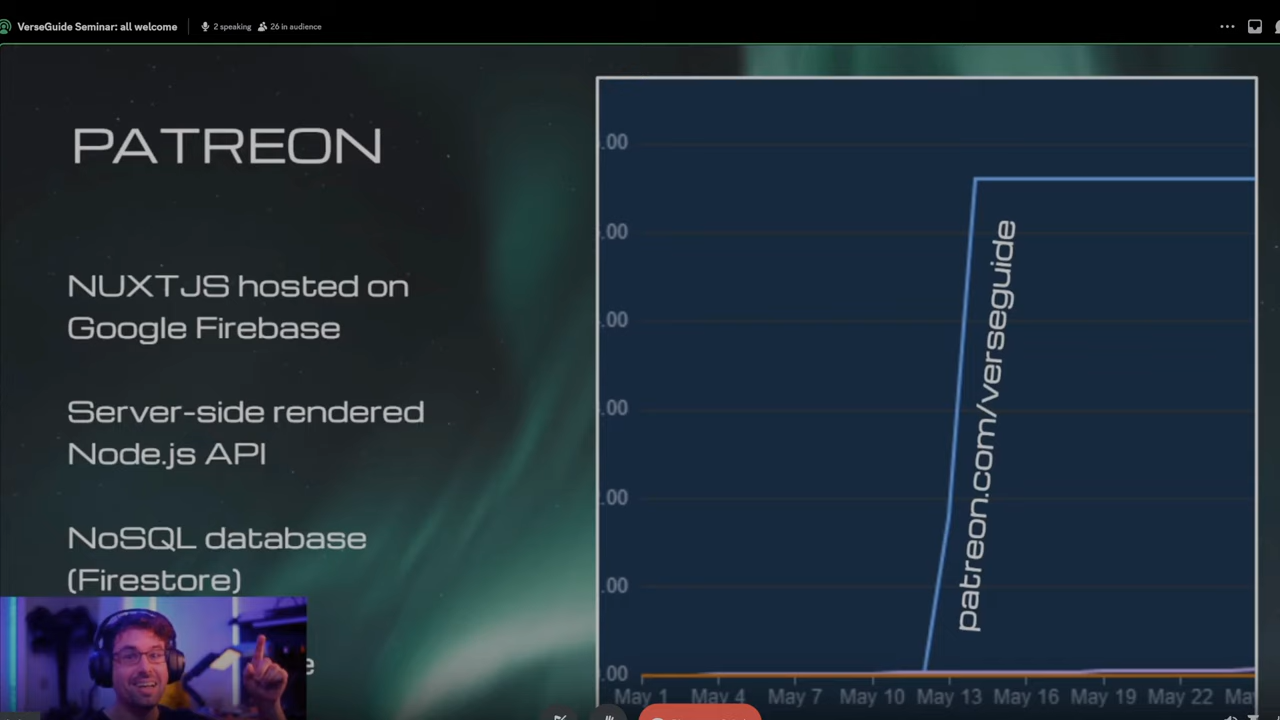 VerseGuide Seminar: all welcome
2 speaking
26 in audience
PATREON
NUXTJS hosted on
Google Firebase
Server-side rendered
Node.js API
NoSQL database
(Firestore)
.00
.00
.00
.00
.00
.00
.00
patreon.com/verseguide
May 1 May 4 May 7 May 10 May 13 May 16 May 19 May 22